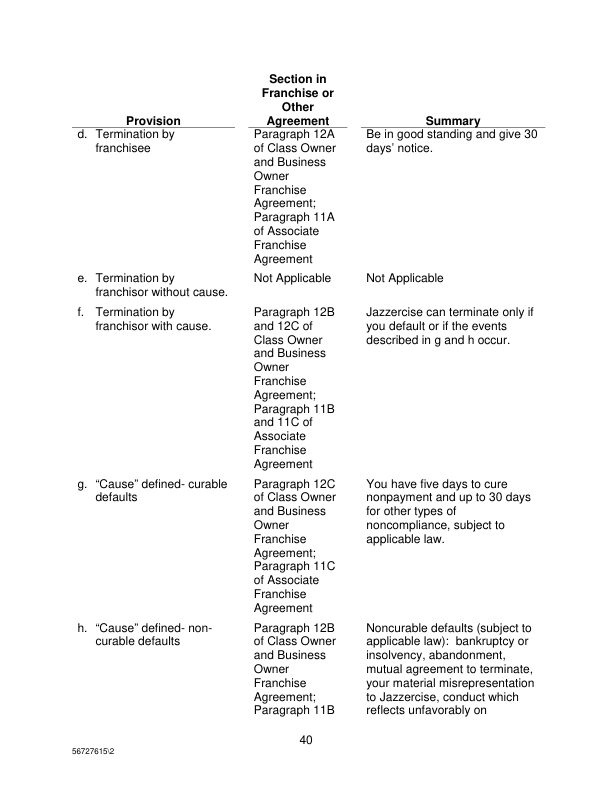 Section in
Franchise or
Other
Agreement
Provision
Summary
d. Termination by
franchisee
Paragraph 12A
of Class Owner
and Business
Owner
Franchise
Agreement;
Paragraph 11A
of Associate
Franchise
Agreement
Be in good standing and give 30
days’ notice.
e. Termination by
franchisor without cause.
Not Applicable
Not Applicable
f. Termination by
franchisor with cause.
Paragraph 12B
and 12C of
Class Owner
and Business
Owner
Franchise
Agreement;
Paragraph 11B
and 11C of
Associate
Franchise
Agreement
Jazzercise can terminate only if
you default or if the events
described in g and h occur.
g. “Cause” defined- curable
defaults
Paragraph 12C
of Class Owner
and Business
Owner
Franchise
Agreement;
Paragraph 11C
of Associate
Franchise
Agreement
You have five days to cure
nonpayment and up to 30 days
for other types of
noncompliance, subject to
applicable law.
h. “Cause” defined- non-
curable defaults
Paragraph 12B
of Class Owner
and Business
Owner
Franchise
Agreement;
Paragraph 11B
Noncurable defaults (subject to
applicable law): bankruptcy or
insolvency, abandonment,
mutual agreement to terminate,
your material misrepresentation
to Jazzercise, conduct which
reflects unfavorably on
40
56727615\2